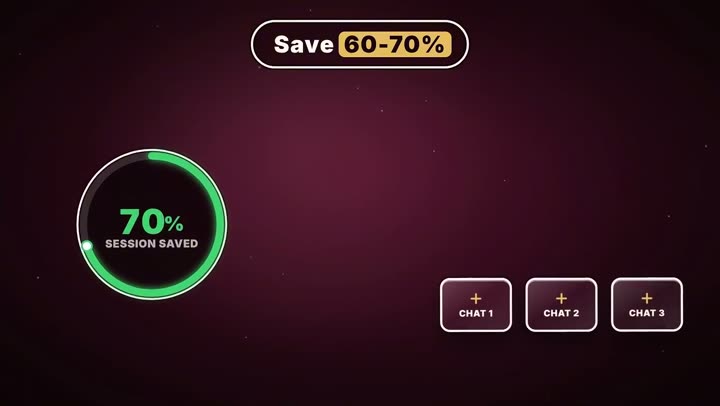 Save 60-70%
70%
SESSION SAVED
+ + +
CHAT 1 CHAT 2 CHAT 3